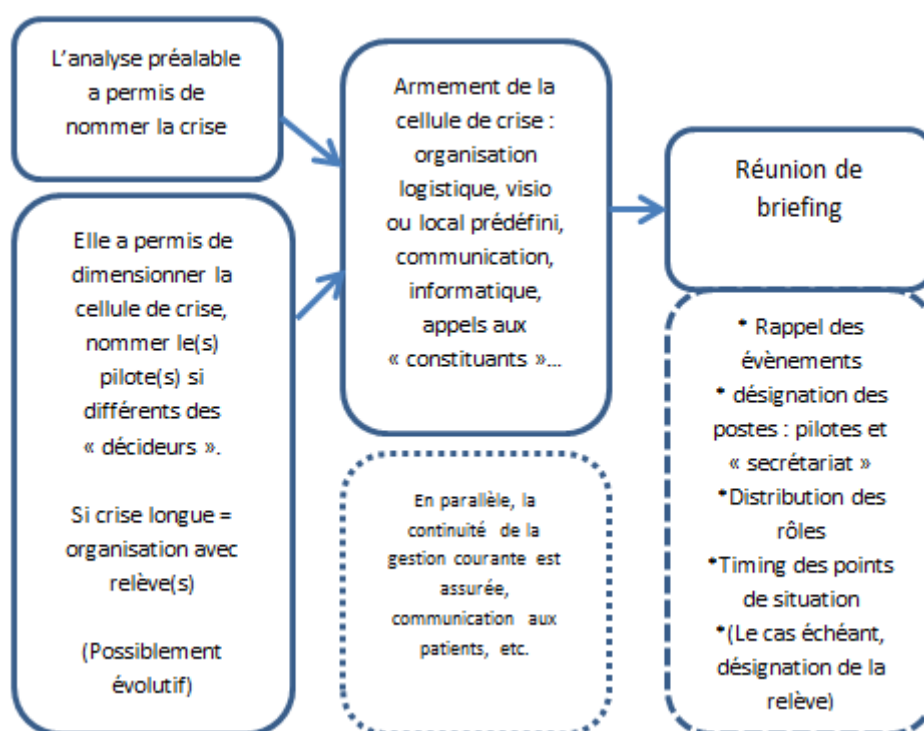 L'analyse préalable
a permis de
nommer la crise
Elle a permis de
dimensionner la
cellule de crise,
nommer le(s)
pilote(s) si
différents des
« décideurs ».
Si crise longue =
organisation avec
relève(s)
(Possiblement
évolutif)
Armement de la
cellule de crise :
organisation
logistique, visio
ou local prédéfini,
communication,
informatique,
appels aux
« constituants »...
En parallèle, la
continuité de la
gestion courante est
assurée,
communication aux
patients, etc.
Réunion de
briefing
* Rappel des
évènements
* désignation des
postes : pilotes et
« secrétariat »
*Distribution des
rôles
*Timing des points
de situation
*(Le cas échéant,
désignation de la
relève)